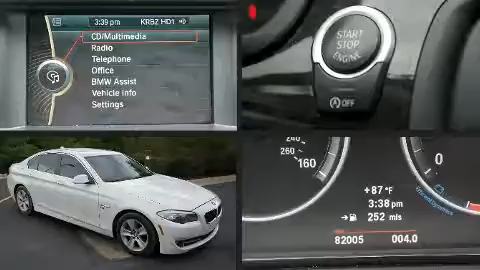 3:39 pm KRBZ HD1
CD/Multimedia
Radio
Telephone
Office
BMW Assist
Vehicle info
Settings
START
STOP
ENGINE
A OFF
240
260
160
+87 °F
3:38 pm
252 mls
82005 004.0
0
EfficientDynamics